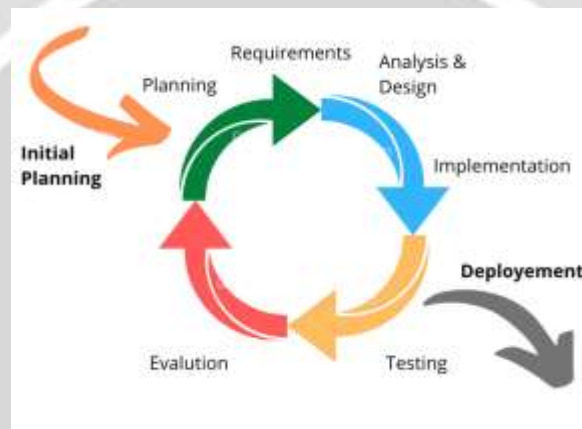 Requirements
Analysis &
Design
Planning
Initial
Planning
Implementation
Deployement
Evalution
Testing